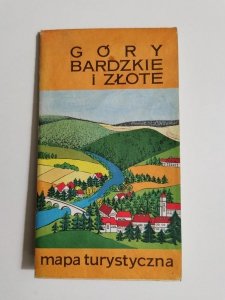 GÓRY
BARDZKIE
i ZŁOTE
mapa turystyczna